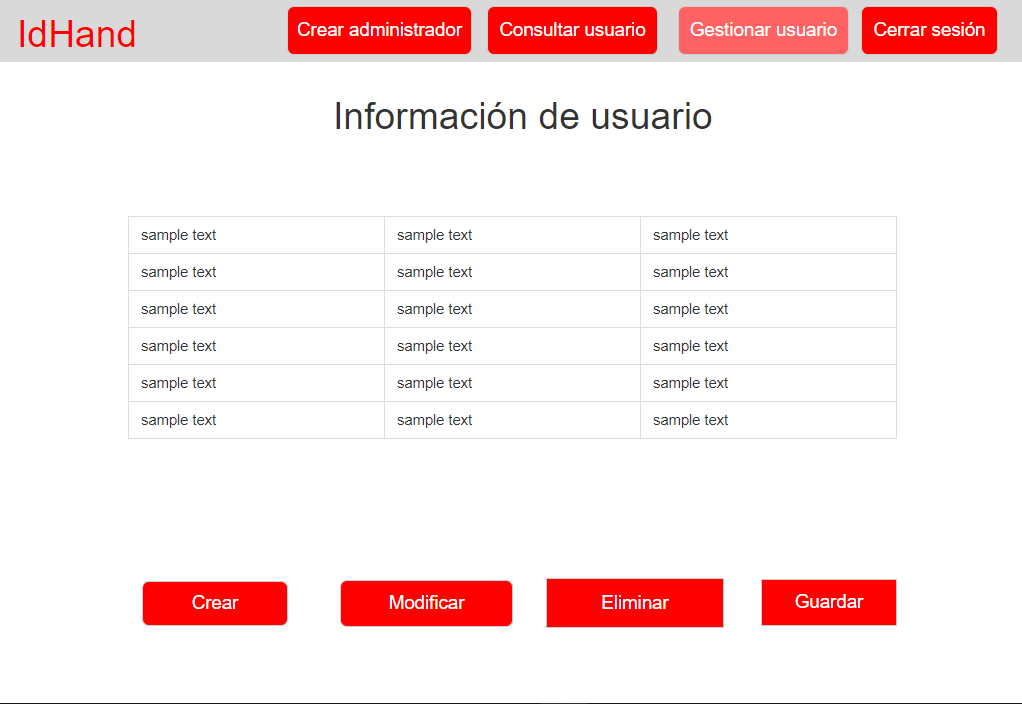 IdHand
Crear administrador Consultar usuario Gestionar usuario Cerrar sesión
Información de usuario
sample text sample text sample text
sample text sample text sample text
sample text sample text sample text
sample text sample text sample text
sample text sample text sample text
sample text sample text sample text
Crear Modificar Eliminar Guardar